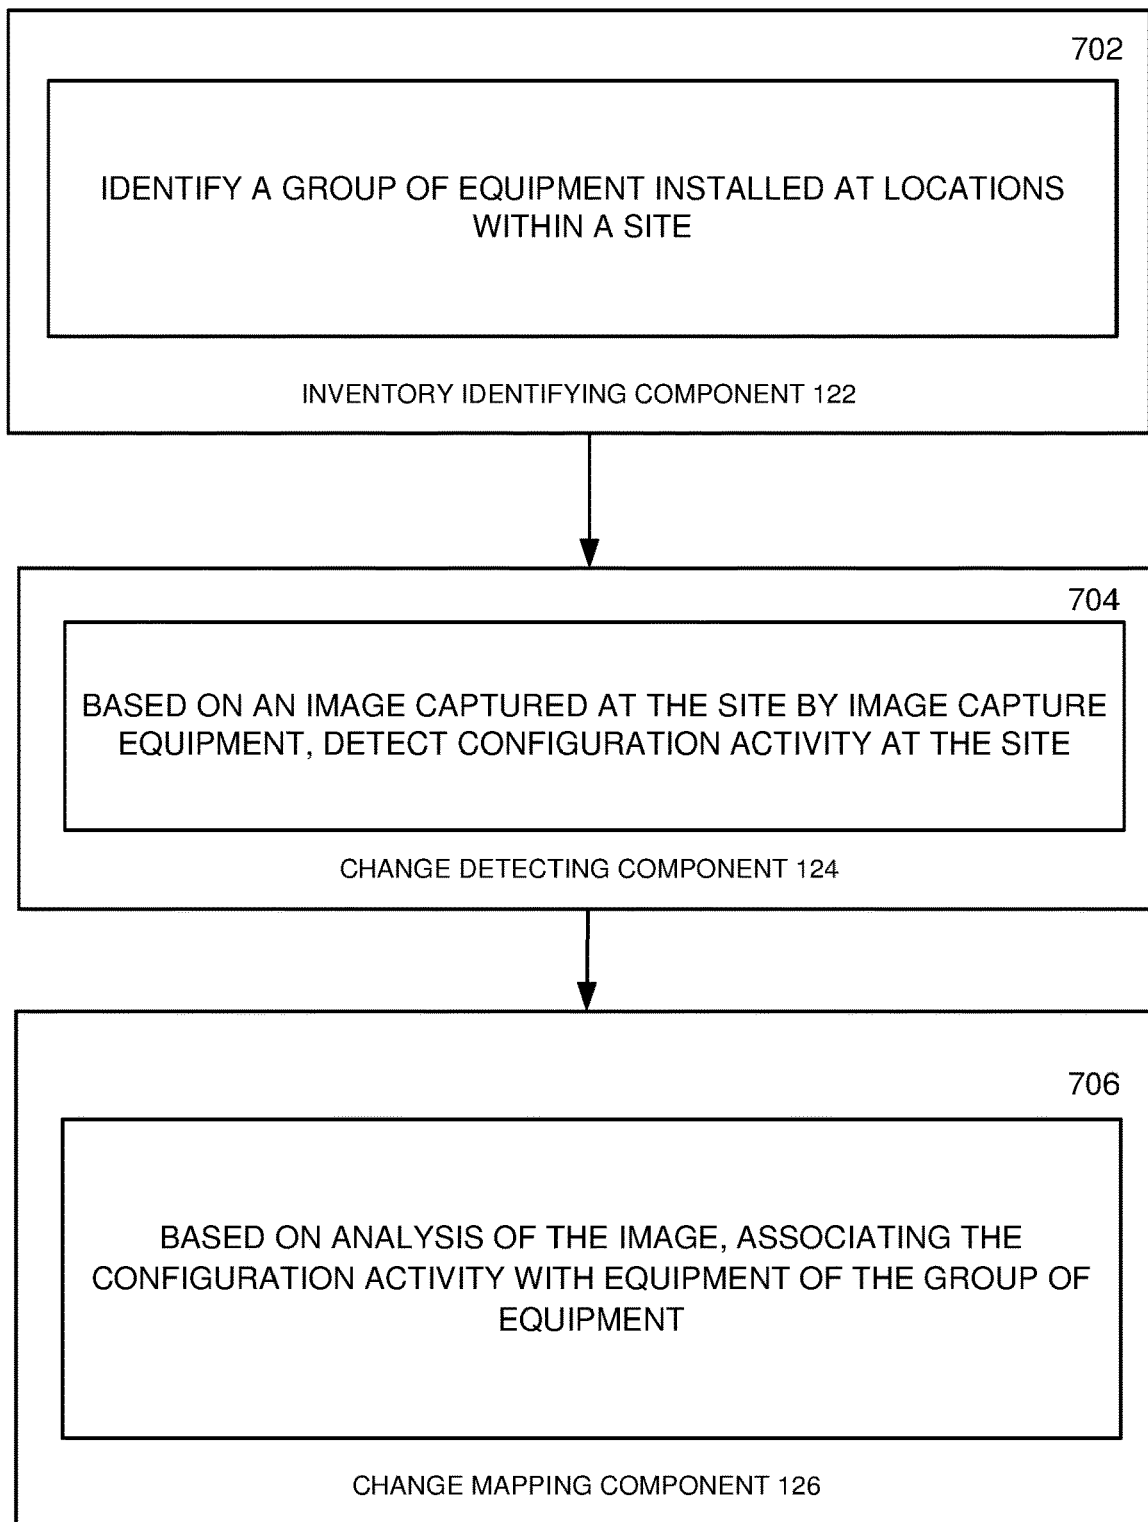 702
IDENTIFY A GROUP OF EQUIPMENT INSTALLED AT LOCATIONS
WITHIN A SITE
INVENTORY IDENTIFYING COMPONENT 122
704
BASED ON AN IMAGE CAPTURED AT THE SITE BY IMAGE CAPTURE
EQUIPMENT, DETECT CONFIGURATION ACTIVITY AT THE SITE
CHANGE DETECTING COMPONENT 124
706
BASED ON ANALYSIS OF THE IMAGE, ASSOCIATING THE
CONFIGURATION ACTIVITY WITH EQUIPMENT OF THE GROUP OF
EQUIPMENT
CHANGE MAPPING COMPONENT 126